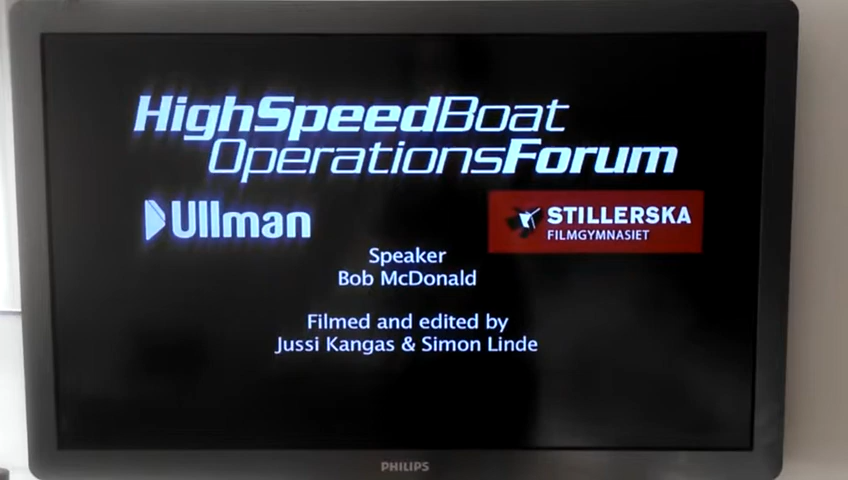 HighSpeedBoat
OperationsForum
Ullman
STILLERSKA
FILMGYMNASIET
Speaker
Bob McDonald
Filmed and edited by
Jussi Kangas & Simon Linde
PHILIPS